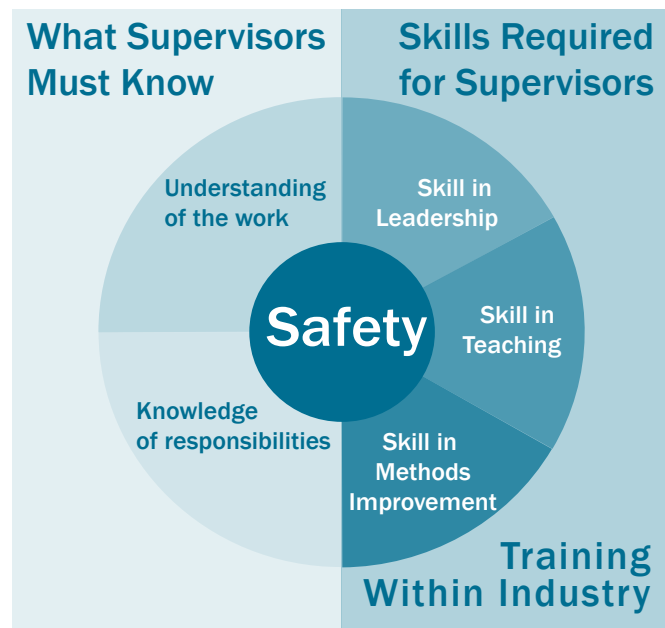 What Supervisors
Must Know
Skills Required
for Supervisors
Understanding
of the work
Skill in
Leadership
Safety
Skill in
Teaching
Knowledge
of responsibilities
Skill in
Methods
Improvement
Training
Within Industry